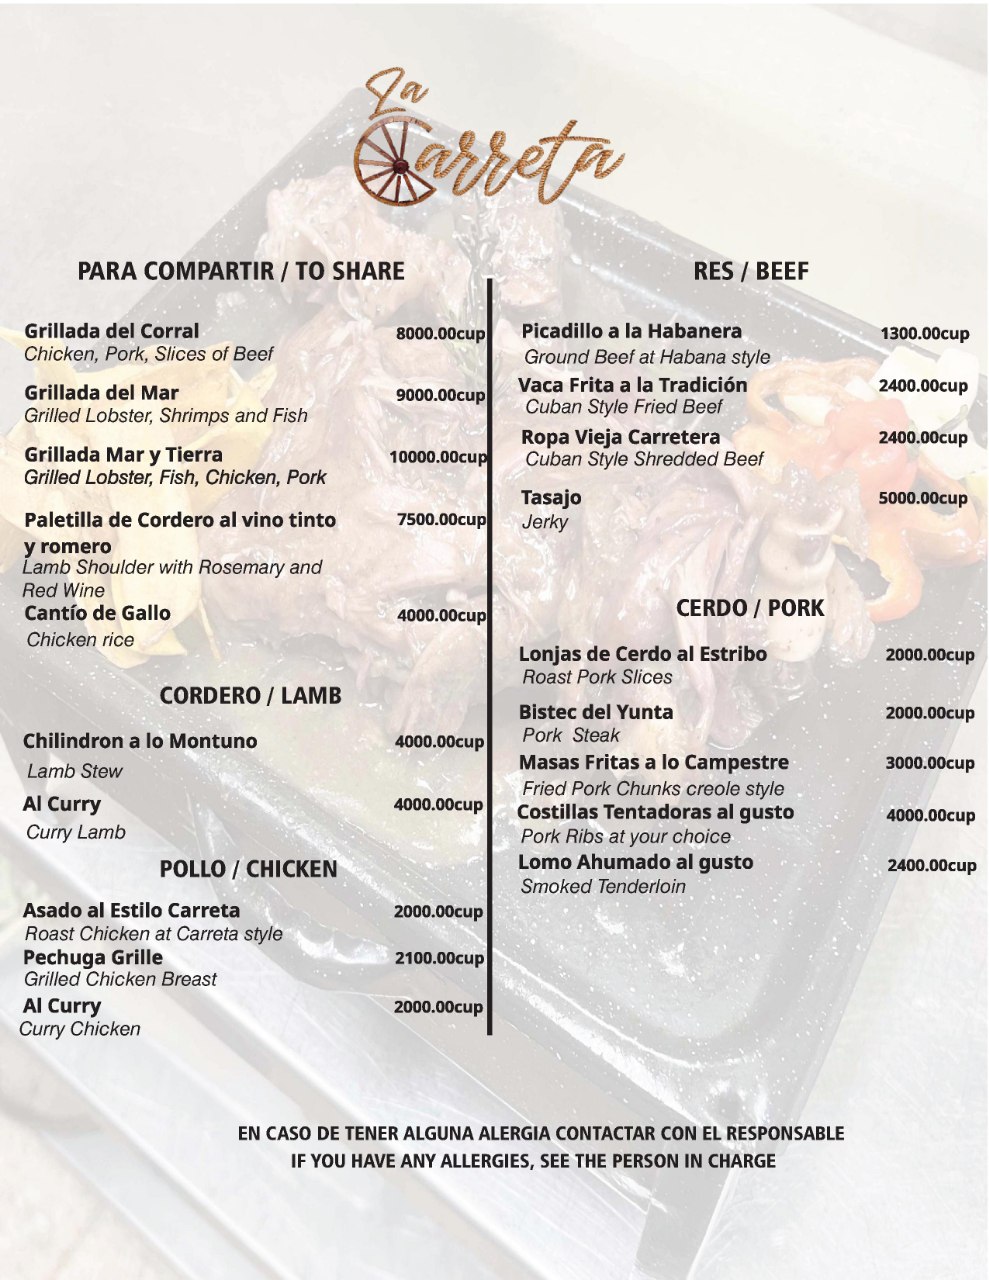 La
Carreta
PARA COMPARTIR / TO SHARE
Grillada del Corral 8000.00cup
Chicken, Pork, Slices of Beef
Grillada del Mar 9000.00cup
Grilled Lobster, Shrimps and Fish
Grillada Mar y Tierra 10000.00cup
Grilled Lobster, Fish, Chicken, Pork
Paletilla de Cordero al vino tinto 7500.00cup
y romero
Lamb Shoulder with Rosemary and
Red Wine
Cantío de Gallo 4000.00cup
Chicken rice
CORDERO / LAMB
Chilindron a lo Montuno 4000.00cup
Lamb Stew
Al Curry 4000.00cup
Curry Lamb
POLLO / CHICKEN
Asado al Estilo Carreta 2000.00cup
Roast Chicken at Carreta style
Pechuga Grille 2100.00cup
Grilled Chicken Breast
Al Curry 2000.00cup
Curry Chicken
RES / BEEF
Picadillo a la Habanera 1300.00cup
Ground Beef at Habana style
Vaca Frita a la Tradición 2400.00cup
Cuban Style Fried Beef
Ropa Vieja Carretera 2400.00cup
Cuban Style Shredded Beef
Tasajo 5000.00cup
Jerky
CERDO / PORK
Lonjas de Cerdo al Estribo 2000.00cup
Roast Pork Slices
Bistec del Yunta 2000.00cup
Pork Steak
Masas Fritas a lo Campestre 3000.00cup
Fried Pork Chunks creole style
Costillas Tentadoras al gusto 4000.00cup
Pork Ribs at your choice
Lomo Ahumado al gusto 2400.00cup
Smoked Tenderloin
EN CASO DE TENER ALGUNA ALERGIA CONTACTAR CON EL RESPONSABLE
IF YOU HAVE ANY ALLERGIES, SEE THE PERSON IN CHARGE